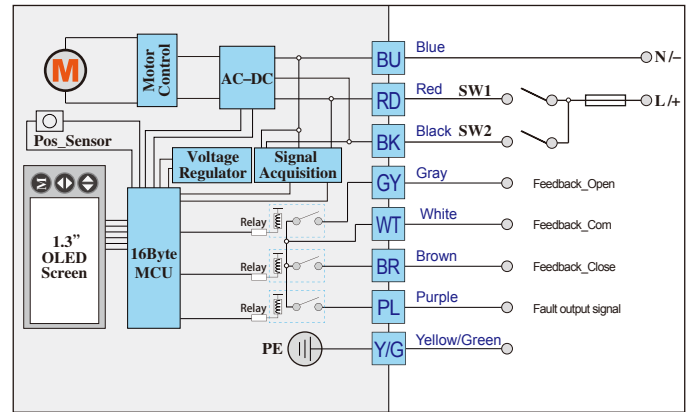 M
Motor
Control
AC–DC
BU
Blue
N/–
RD
Red
SW1
L/+
BK
Black
SW2
Pos_Sensor
Voltage
Regulator
Signal
Acquisition
GY
Gray
Feedback_Open
M
1.3”
OLED
Screen
16Byte
MCU
Relay
WT
White
Feedback_Com
Relay
BR
Brown
Feedback_Close
Relay
PL
Purple
Fault output signal
PE
Y/G
Yellow/Green